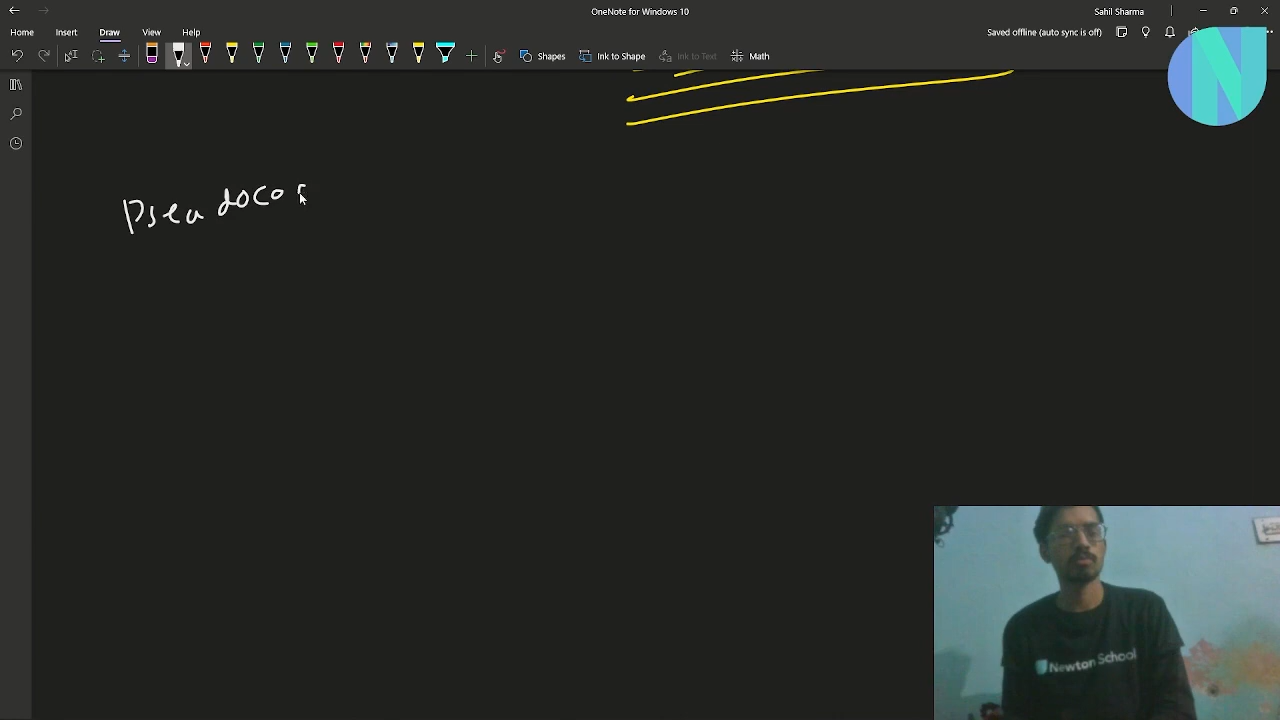 OneNote for Windows 10
Sahil Sharma
Home Insert Draw View Help
Saved offline (auto sync is off)
Shapes Ink to Shape Ink to Text Math
Pseudoco
Newton School
N